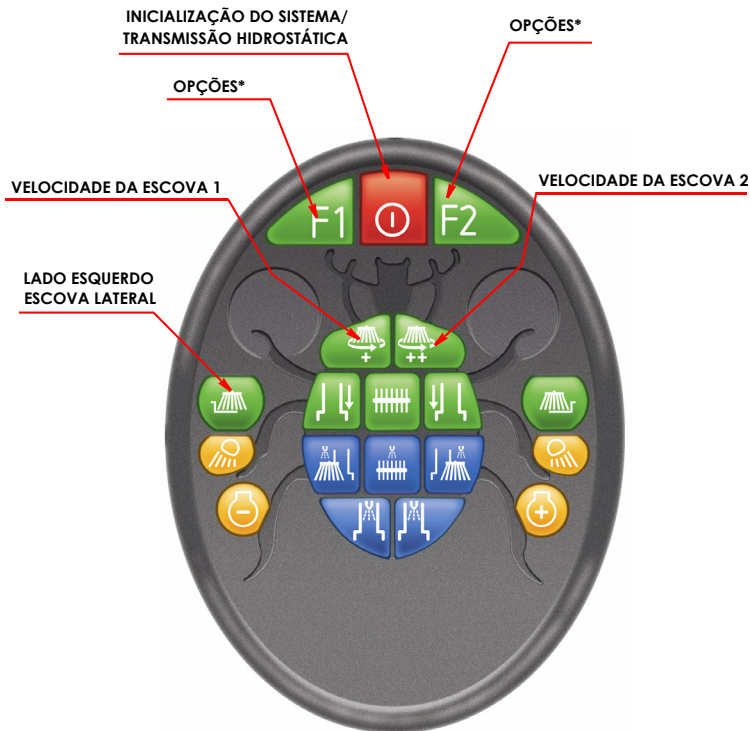 INICIALIZAÇÃO DO SISTEMA/
TRANSMISSÃO HIDROSTÁTICA
OPÇÕES*
OPÇÕES*
VELOCIDADE DA ESCOVA 1
VELOCIDADE DA ESCOVA 2
LADO ESQUERDO
ESCOVA LATERAL
F1
F2
+
++
-
+